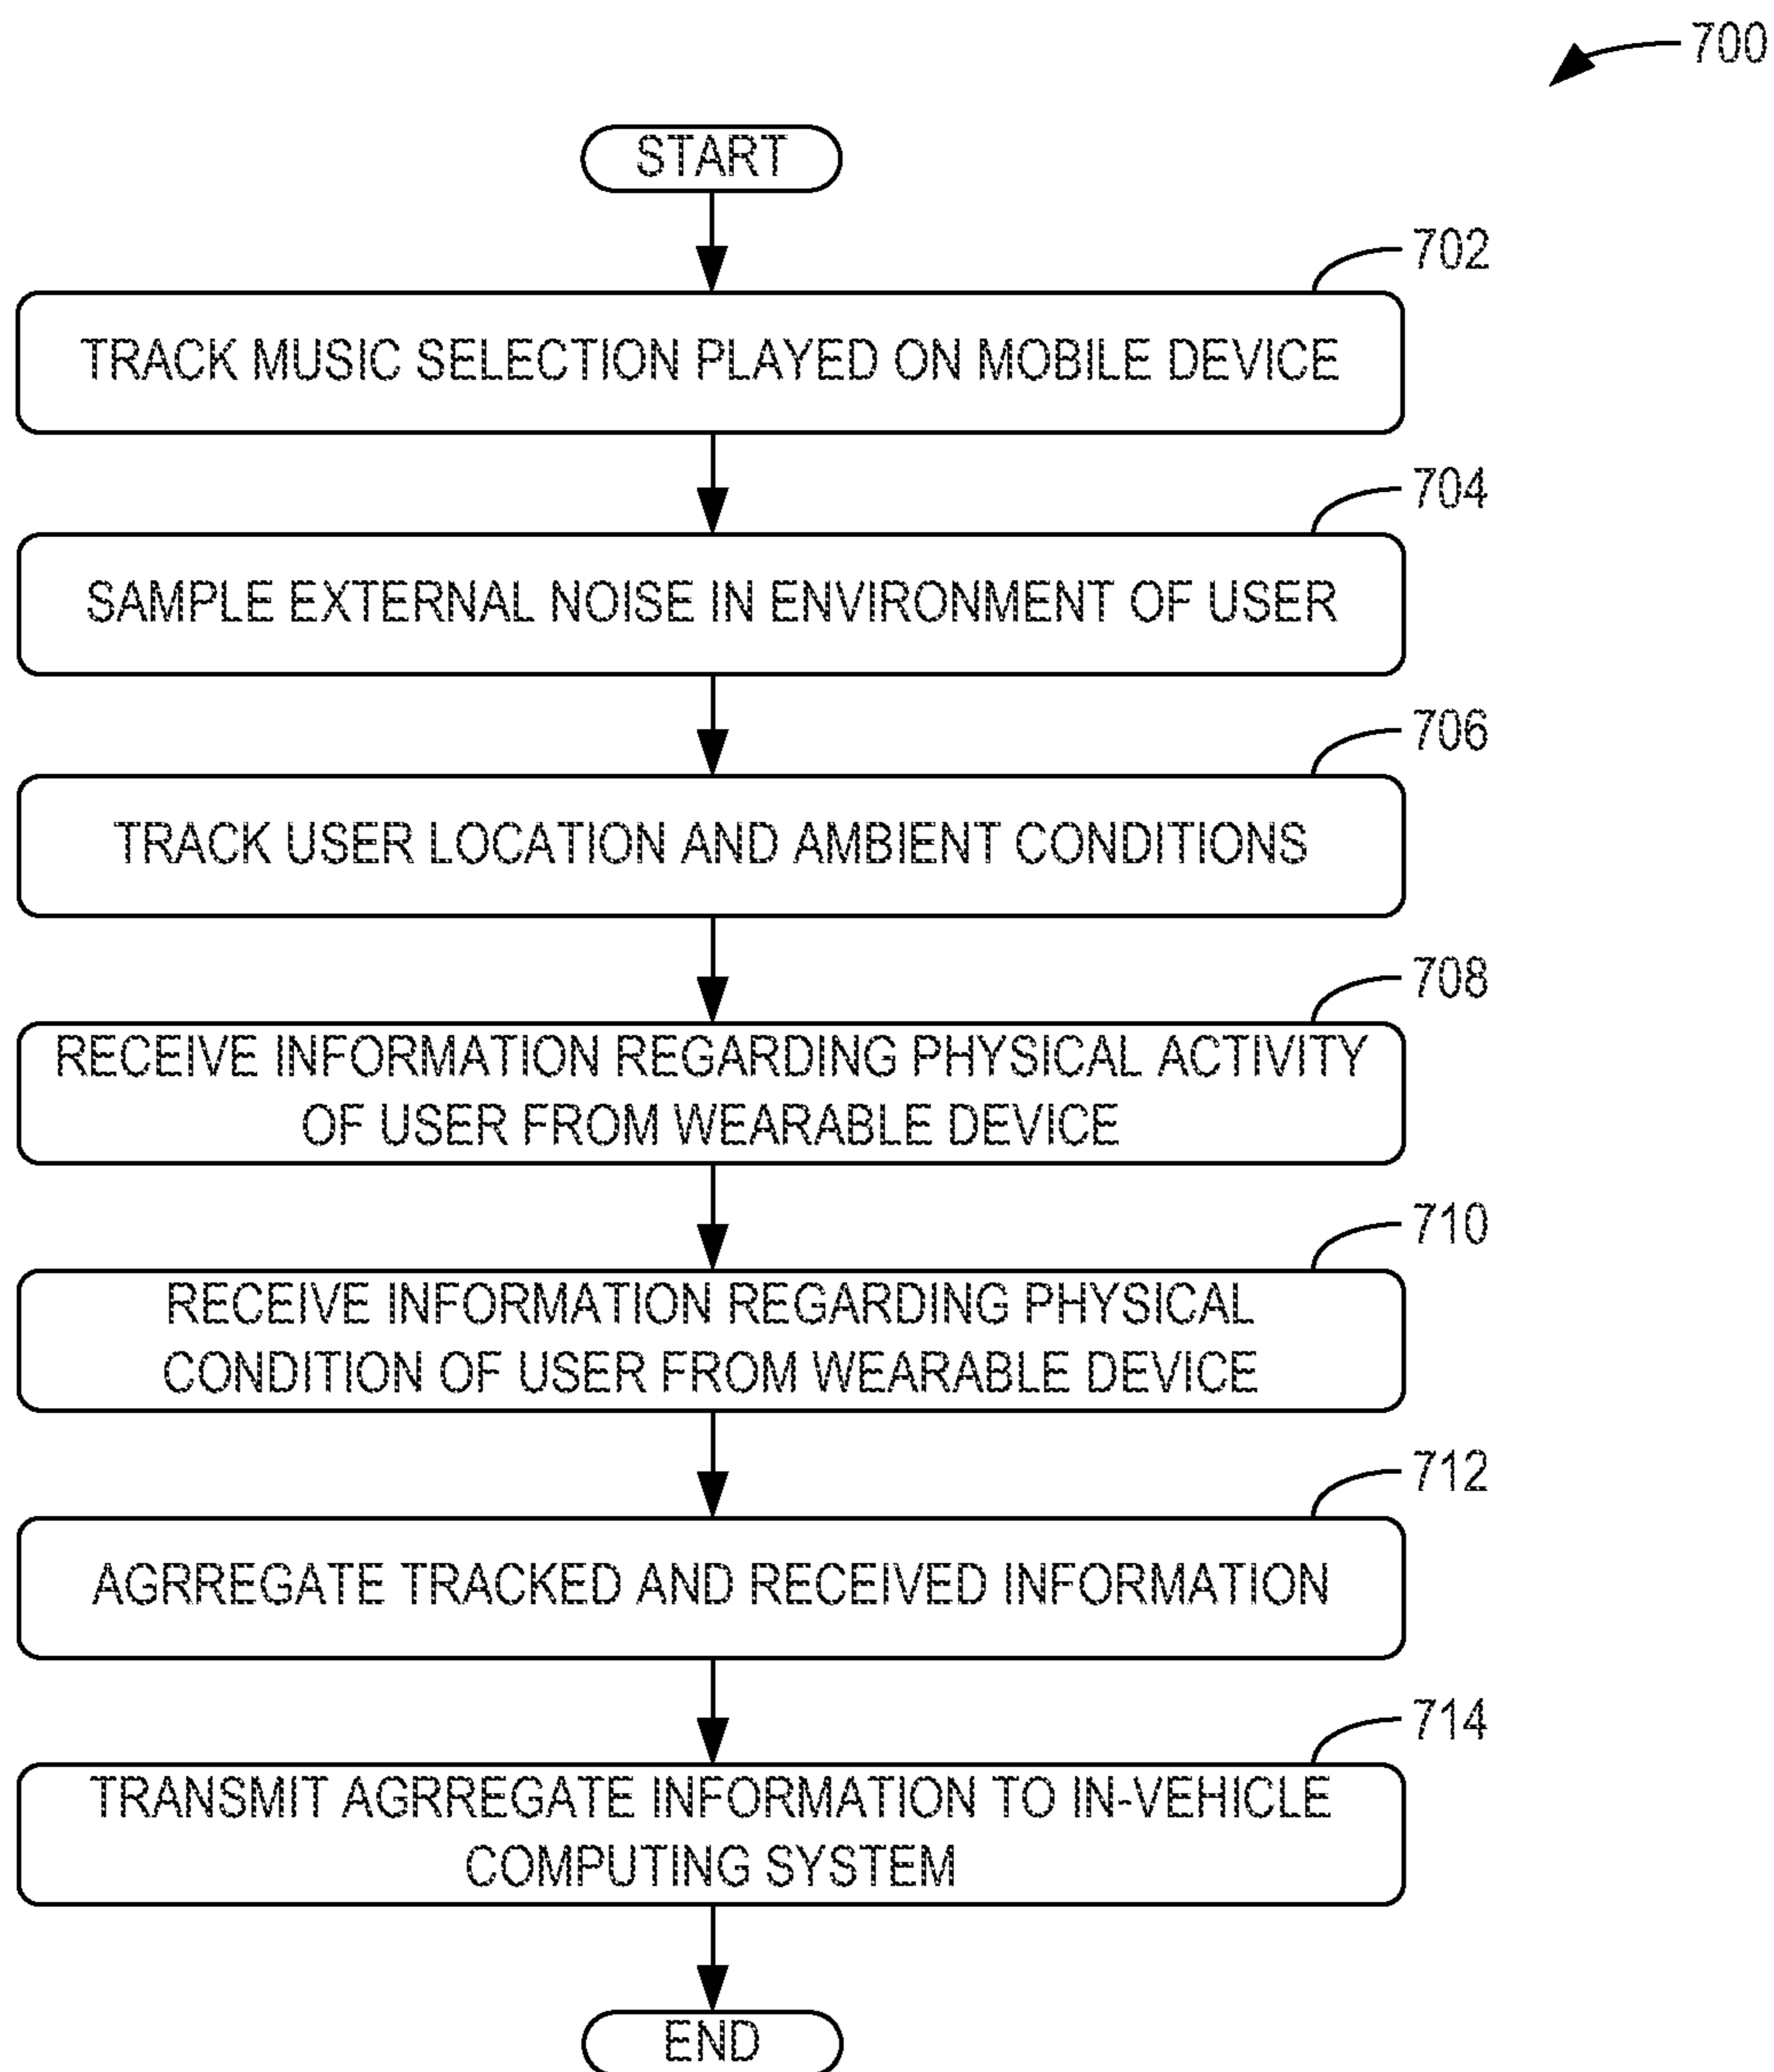 700
START
702
TRACK MUSIC SELECTION PLAYED ON MOBILE DEVICE
704
SAMPLE EXTERNAL NOISE IN ENVIRONMENT OF USER
706
TRACK USER LOCATION AND AMBIENT CONDITIONS
708
RECEIVE INFORMATION REGARDING PHYSICAL ACTIVITY
OF USER FROM WEARABLE DEVICE
710
RECEIVE INFORMATION REGARDING PHYSICAL
CONDITION OF USER FROM WEARABLE DEVICE
712
AGRREGATE TRACKED AND RECEIVED INFORMATION
714
TRANSMIT AGRREGATE INFORMATION TO IN-VEHICLE
COMPUTING SYSTEM
END